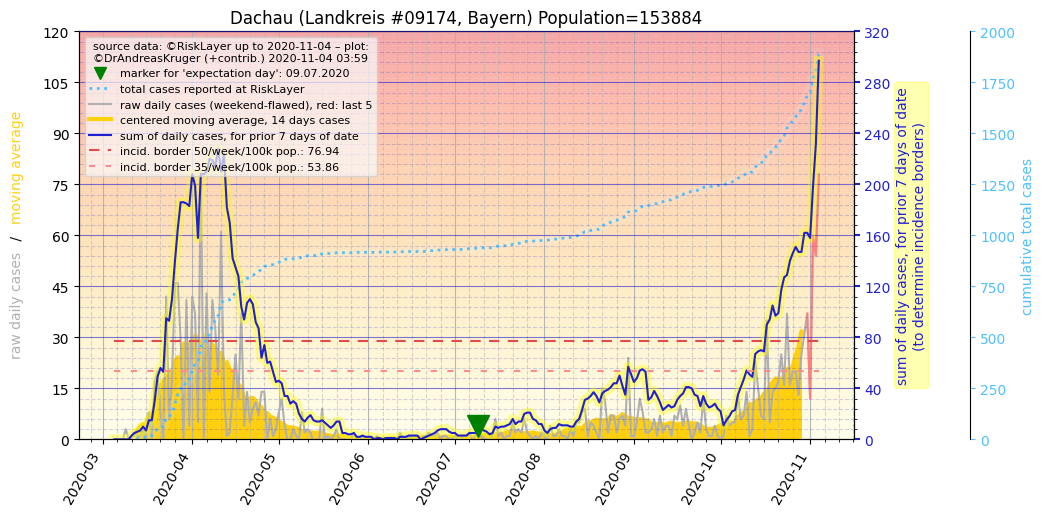 Dachau (Landkreis #09174, Bayern) Population=153884
source data: ©RiskLayer up to 2020-11-04 – plot:
©DrAndreasKruger (+contrib.) 2020-11-04 03:59
marker for 'expectation day': 09.07.2020
total cases reported at RiskLayer
raw daily cases (weekend-flawed), red: last 5
centered moving average, 14 days cases
sum of daily cases, for prior 7 days of date
incid. border 50/week/100k pop.: 76.94
incid. border 35/week/100k pop.: 53.86
raw daily cases / moving average
120
105
90
75
60
45
30
15
0
320
280
240
200
160
120
80
40
0
sum of daily cases, for prior 7 days of date
(to determine incidence borders)
2000
1750
1500
1250
1000
750
500
250
0
cumulative total cases
2020-03
2020-04
2020-05
2020-06
2020-07
2020-08
2020-09
2020-10
2020-11